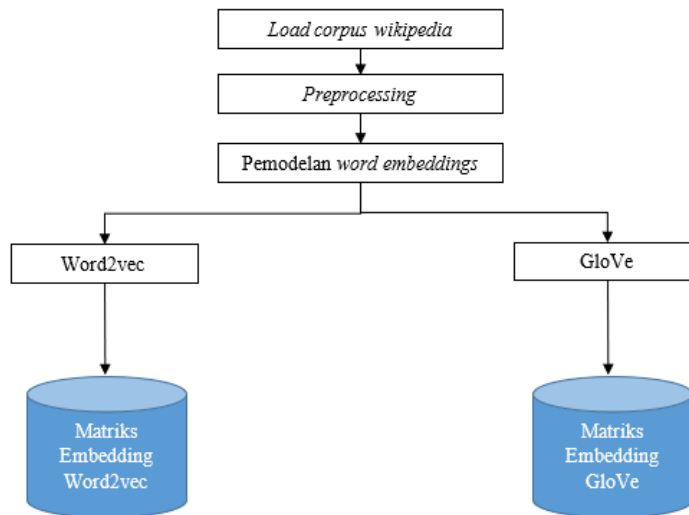 Load corpus wikipedia
Preprocessing
Pemodelan word embeddings
Word2vec
GloVe
Matriks
Embedding
Word2vec
Matriks
Embedding
GloVe